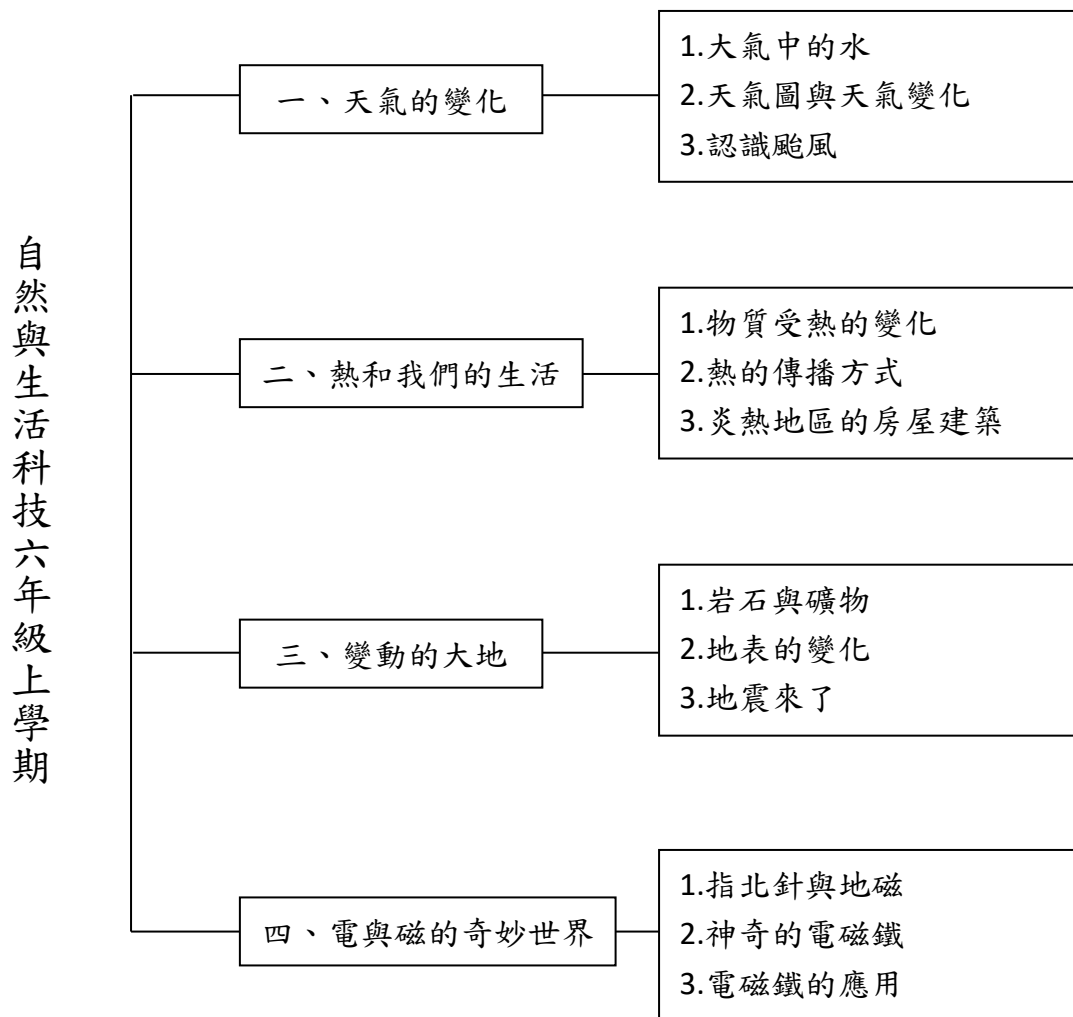 自然與生活科技六年級上學期
一、天氣的變化
1.大氣中的水
2.天氣圖與天氣變化
3.認識颱風
二、熱和我們的生活
1.物質受熱的變化
2.熱的傳播方式
3.炎熱地區的房屋建築
三、變動的大地
1.岩石與礦物
2.地表的變化
3.地震來了
四、電與磁的奇妙世界
1.指北針與地磁
2.神奇的電磁鐵
3.電磁鐵的應用